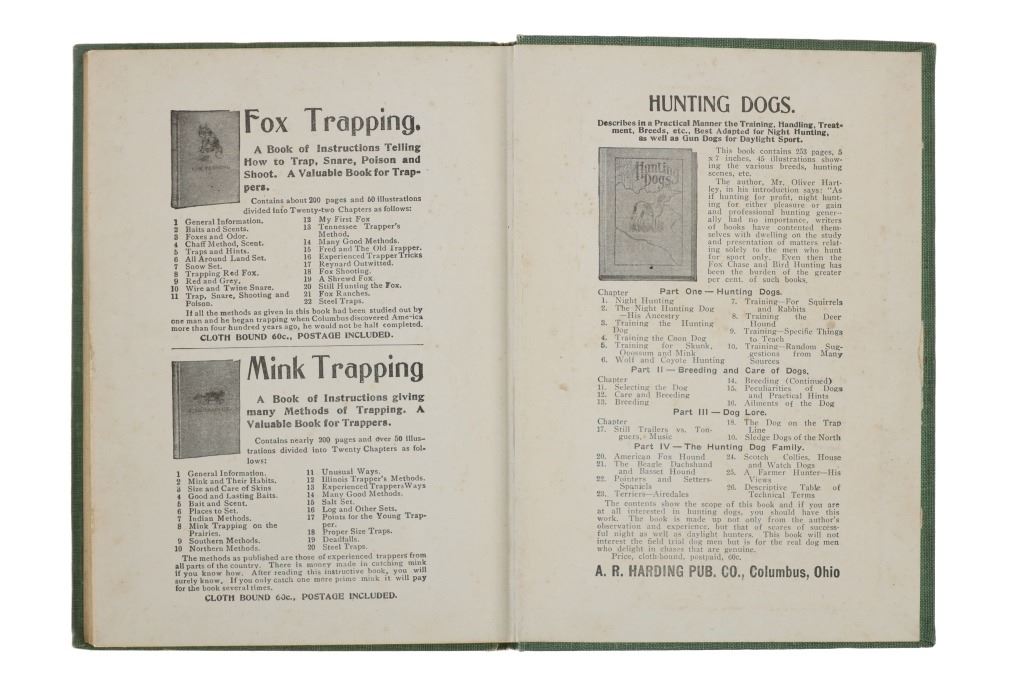 Fox Trapping.
A Book of Instructions Telling
How to Trap, Snare, Poison and
Shoot. A Valuable Book for Trap-
pers.
Contains about 200 pages and 50 illustrations
divided into Twenty-two Chapters as follows:
1 General Information.
2 Baits and Scents.
3 Foxes and Odor.
4 Chaff Method, Scent.
5 Traps and Hints.
6 All Around Land Set.
7 Snow Set.
8 Trapping Red Fox.
9 Red and Grey.
10 Wire and Twine Snare.
11 Trap, Snare, Shooting and
Poison.
12 My First Fox
13 Tennessee Trapper's
Method.
14 Many Good Methods.
15 Fred and The Old Trapper.
16 Experienced Trapper Tricks
17 Reynard Outwitted.
18 Fox Shooting.
19 A Shrewd Fox.
20 Still Hunting the Fox.
21 Fox Ranches.
22 Steel Traps.
If all the methods as given in this book had been studied out by
one man and he began trapping when Columbus discovered America
more than four hundred years ago, he would not be half completed.
CLOTH BOUND 60c., POSTAGE INCLUDED.
Mink Trapping
A Book of Instructions giving
many Methods of Trapping. A
Valuable Book for Trappers.
Contains nearly 200 pages and over 50 illus-
trations divided into Twenty Chapters as fol-
lows:
1 General Information.
2 Mink and Their Habits.
3 Size and Care of Skins
4 Good and Lasting Baits.
5 Bait and Scent.
6 Places to Set.
7 Indian Methods.
8 Mink Trapping on the
Prairies.
9 Southern Methods.
10 Northern Methods.
11 Unusual Ways.
12 Illinois Trapper's Methods.
13 Experienced Trappers Ways
14 Many Good Methods.
15 Salt Set.
16 Log and Other Sets.
17 Points for the Young Trap-
per.
18 Proper Size Traps.
19 Deadfalls.
20 Steel Traps.
The methods as published are those of experienced trappers from
all parts of the country. There is money made in catching mink
if you know how. After reading this instructive book, you will
surely know. If you only catch one more prime mink it will pay
for the book several times.
CLOTH BOUND 60c., POSTAGE INCLUDED.
HUNTING DOGS.
Describes in a Practical Manner the Training, Handling, Treat-
ment, Breeds, etc., Best Adapted for Night Hunting,
as well as Gun Dogs for Daylight Sport.
Hunting
Dogs.
This book contains 253 pages, 5
x 7 inches, 45 illustrations show-
ing the various breeds, hunting
scenes, etc.
The author, Mr. Oliver Hart-
ley, in his introduction says: "As
if hunting for profit, night hunt-
ing for either pleasure or gain
and professional hunting gener-
ally had no importance, writers
of books have contented them-
selves with dwelling on the study
and presentation of matters relat-
ing solely to the men who hunt
for sport only. Even then the
Fox Chase and Bird Hunting has
been the burden of the greater
per cent. of such books.
Part One — Hunting Dogs.
Chapter
1. Night Hunting
2. The Night Hunting Dog
—His Ancestry
3. Training the Hunting
Dog
4. Training the Coon Dog
5. Training for Skunk,
Opossum and Mink
6. Wolf and Coyote Hunting
7. Training—For Squirrels
and Rabbits
8. Training the Deer
Hound
9. Training—Specific Things
to Teach
10. Training—Random Sug-
gestions from Many
Sources
Part II — Breeding and Care of Dogs.
Chapter
11. Selecting the Dog
12. Care and Breeding
13. Breeding
14. Breeding (Continued)
15. Peculiarities of Dogs
and Practical Hints
16. Ailments of the Dog
Part III — Dog Lore.
Chapter
17. Still Trailers vs. Ton-
guers. Music
18. The Dog on the Trap
Line
19. Sledge Dogs of the North
Part IV — The Hunting Dog Family.
20. American Fox Hound
21. The Beagle Dachshund
and Basset Hound
22. Pointers and Setters-
Spaniels
23. Terriers—Airedales
24. Scotch Collies, House
and Watch Dogs
25. A Farmer Hunter—His
Views
26. Descriptive Table of
Technical Terms
The contents show the scope of this book and if you are
at all interested in hunting dogs, you should have this
work. The book is made up not only from the author's
observation and experience, but that of scores of success-
ful night as well as daylight hunters. This book will not
interest the field trial dog men but is for the real dog men
who delight in chases that are genuine.
Price, cloth bound, postpaid, 60c.
A. R. HARDING PUB. CO., Columbus, Ohio